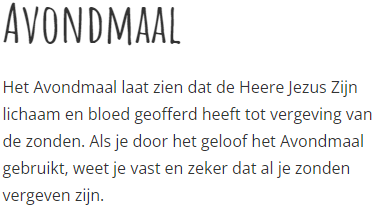 AVONDMAAL
Het Avondmaal laat zien dat de Heere Jezus Zijn
lichaam en bloed geofferd heeft tot vergeving van
de zonden. Als je door het geloof het Avondmaal
gebruikt, weet je vast en zeker dat al je zonden
vergeven zijn.